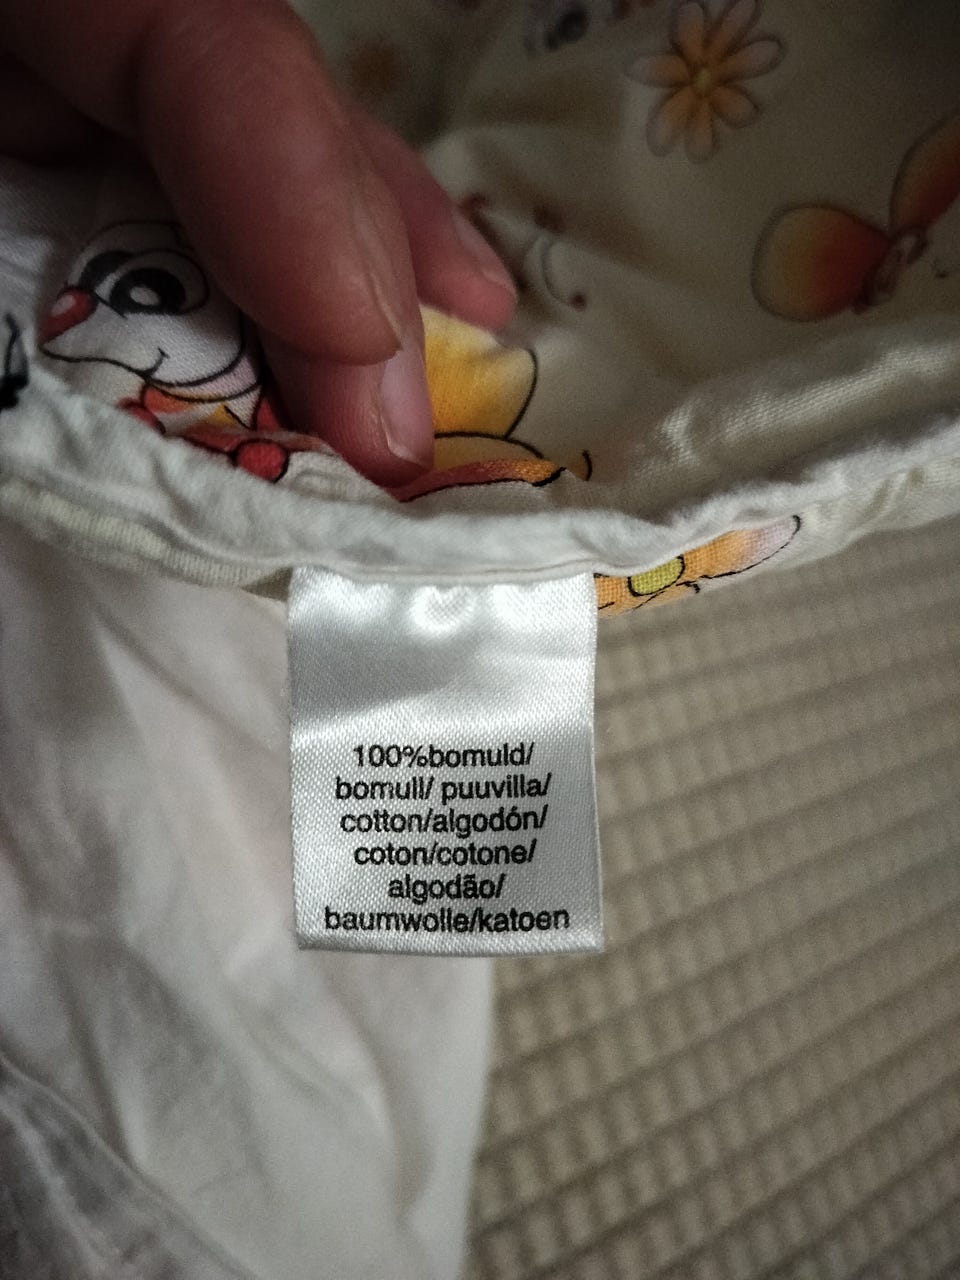 100%bomuld/
bomull/ puuvilla/
cotton/algodón/
coton/cotone/
algodão/
baumwolle/katoen